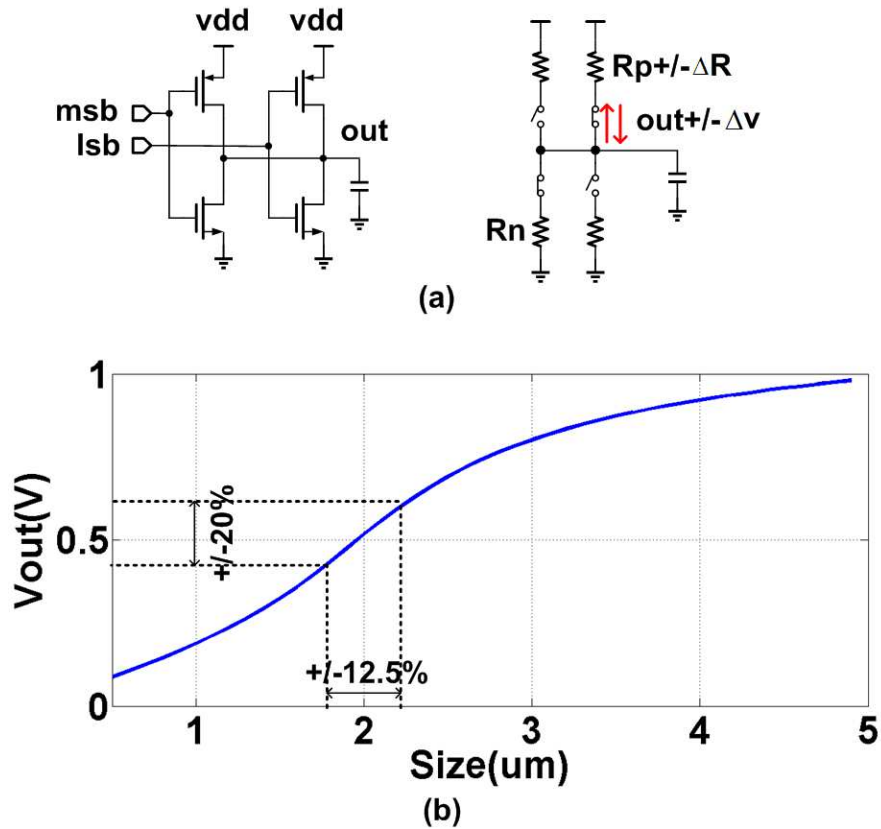 vdd vdd
msb
lsb
out
Rp+/-ΔR
out+/-Δv
Rn
(a)
1
0.5
0
Vout(V)
+/-20%
+/-12.5%
1 2 3 4 5
Size(um)
(b)